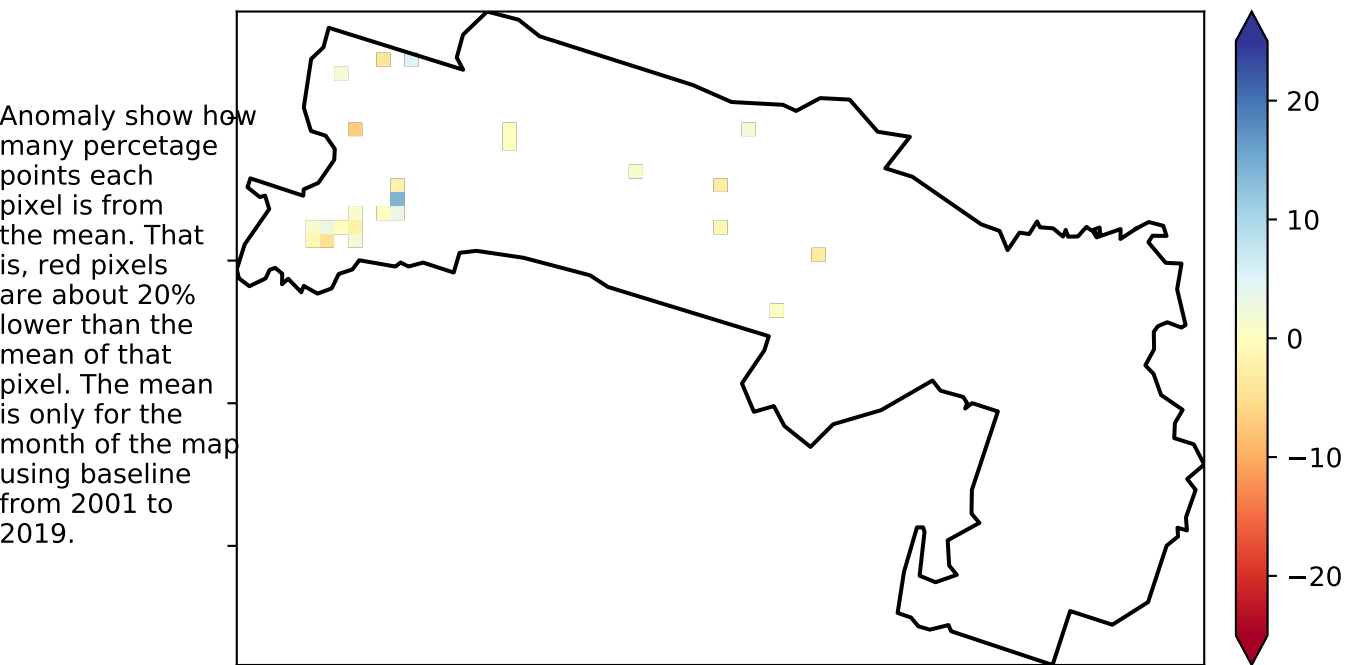 Anomaly show how
many percetage
points each
pixel is from
the mean. That
is, red pixels
are about 20%
lower than the
mean of that
pixel. The mean
is only for the
month of the map
using baseline
from 2001 to
2019.
20
10
0
−10
−20